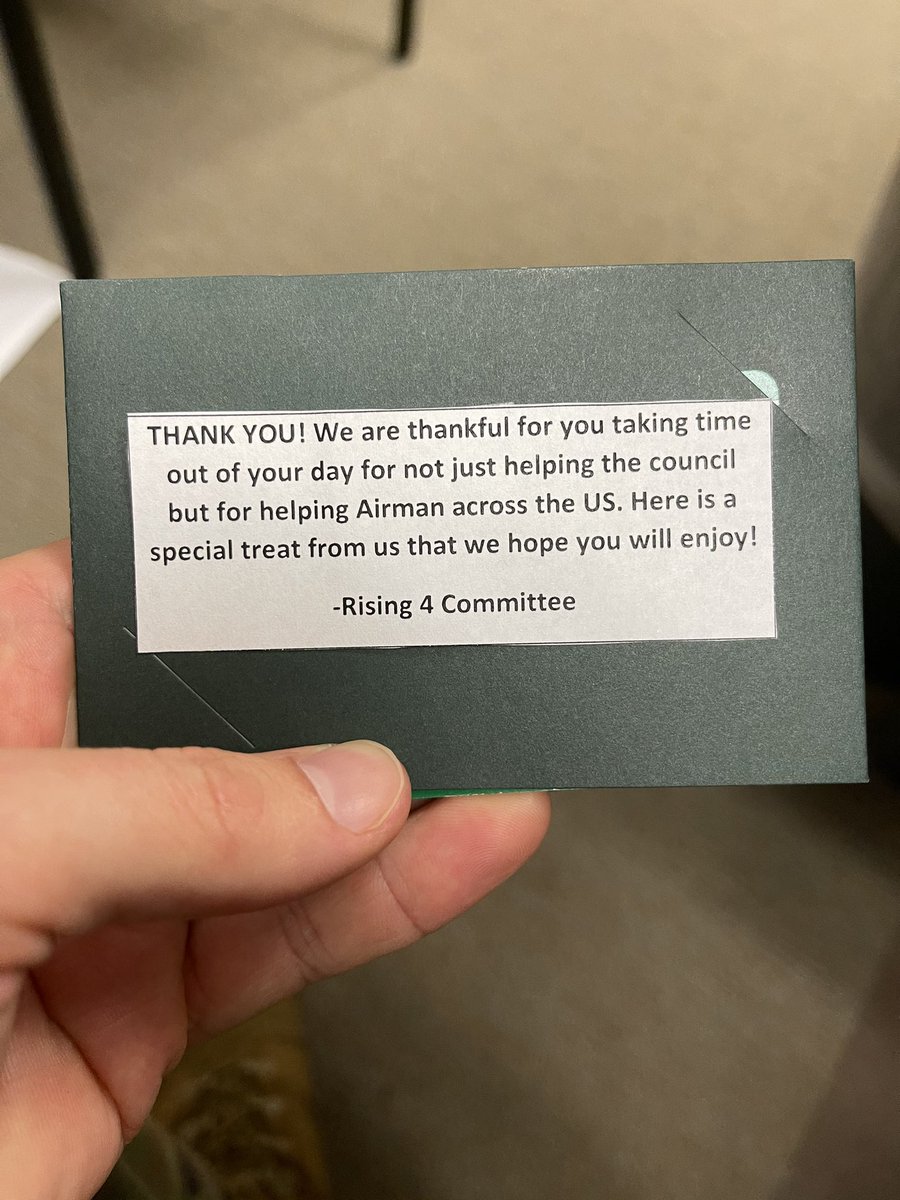 THANK YOU! We are thankful for you taking time
out of your day for not just helping the council
but for helping Airman across the US. Here is a
special treat from us that we hope you will enjoy!
-Rising 4 Committee